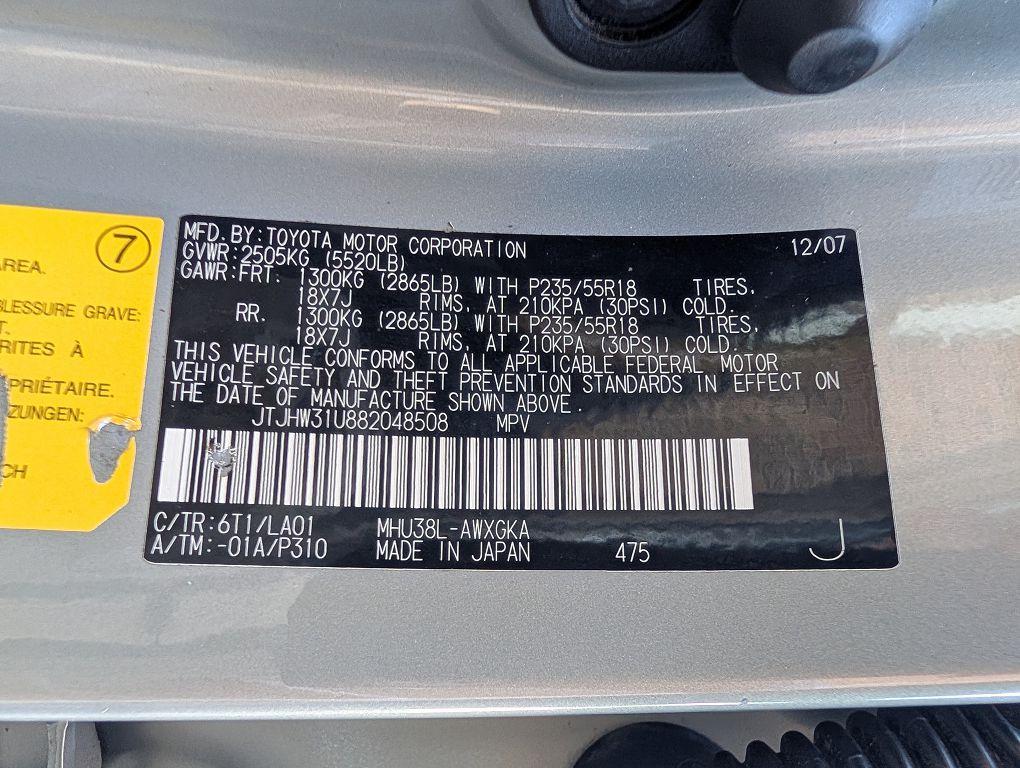 7
AREA.
BLESSURE GRAVE:
RITES À
PRIÉTAIRE.
ZUNGEN:
CH
MFD. BY: TOYOTA MOTOR CORPORATION 12/07
GVWR: 2505KG (5520LB)
GAWR: FRT. 1300KG (2865LB) WITH P235/55R18 TIRES,
18X7J RIMS, AT 210KPA (30PSI) COLD.
RR. 1300KG (2865LB) WITH P235/55R18 TIRES,
18X7J RIMS, AT 210KPA (30PSI) COLD.
THIS VEHICLE CONFORMS TO ALL APPLICABLE FEDERAL MOTOR
VEHICLE SAFETY AND THEFT PREVENTION STANDARDS IN EFFECT ON
THE DATE OF MANUFACTURE SHOWN ABOVE.
JTJHW31U882048508 MPV
C/TR: 6T1/LA01 MHU38L-AWXGKA
A/TM: -01A/P310 MADE IN JAPAN 475 J